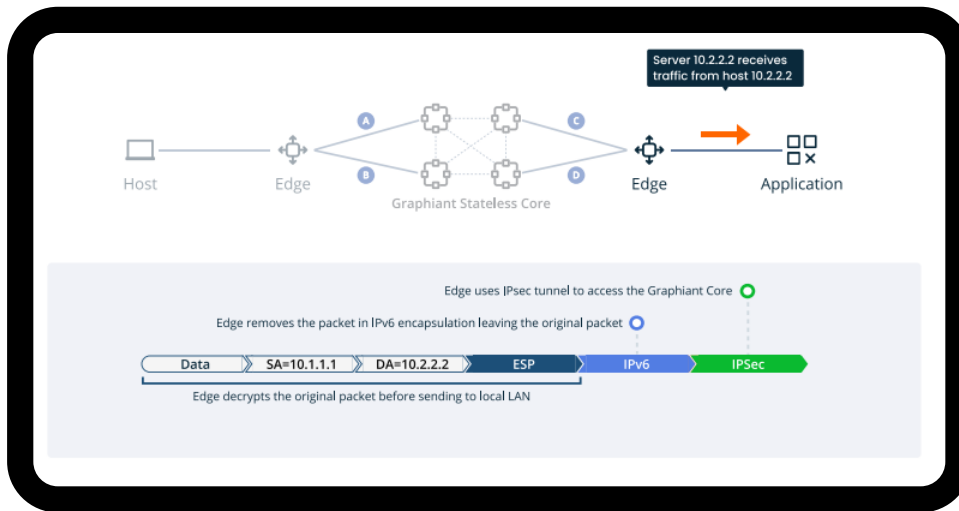 Server 10.2.2.2 receives
traffic from host 10.2.2.2
A
C
B
D
Host
Edge
Edge
Application
Graphiant Stateless Core
Edge uses IPsec tunnel to access the Graphiant Core
Edge removes the packet in IPv6 encapsulation leaving the original packet
Data SA=10.1.1.1 DA=10.2.2.2 ESP IPv6 IPSec
Edge decrypts the original packet before sending to local LAN